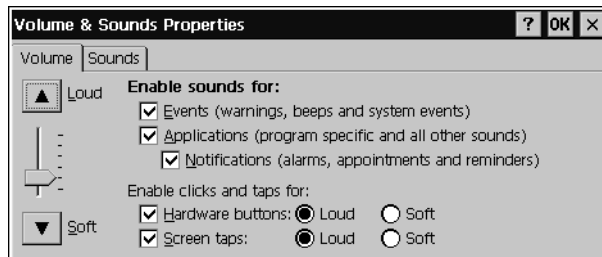 Volume & Sounds Properties ? OK ×
Volume Sounds
Loud
Enable sounds for:
Events (warnings, beeps and system events)
Applications (program specific and all other sounds)
Notifications (alarms, appointments and reminders)
Enable clicks and taps for:
Hardware buttons: Loud Soft
Soft
Screen taps: Loud Soft